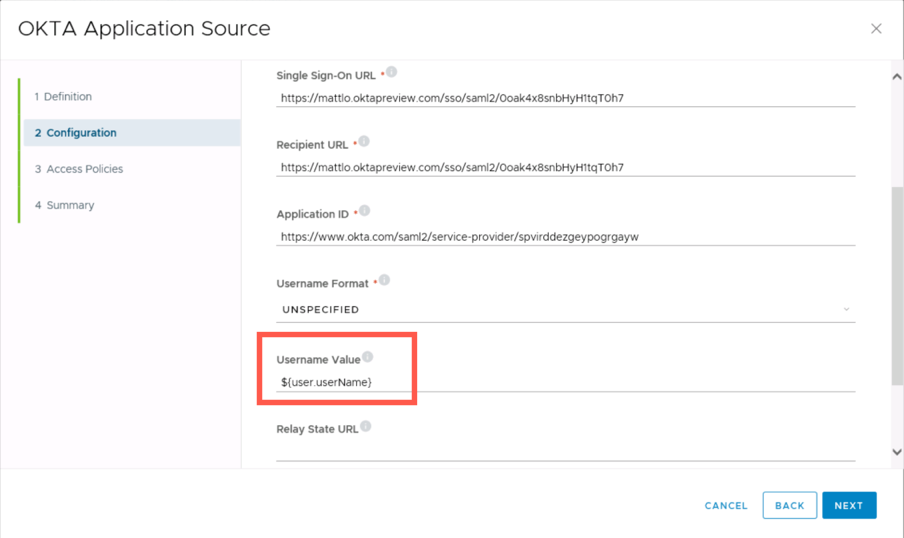 OKTA Application Source
1 Definition
2 Configuration
3 Access Policies
4 Summary
Single Sign-On URL *
https://mattlo.oktapreview.com/sso/saml2/0oak4x8snbHyH1tqT0h7
Recipient URL *
https://mattlo.oktapreview.com/sso/saml2/0oak4x8snbHyH1tqT0h7
Application ID *
https://www.okta.com/saml2/service-provider/spvirddezgeypogrgayw
Username Format *
UNSPECIFIED
Username Value
${user.userName}
Relay State URL
CANCEL BACK NEXT